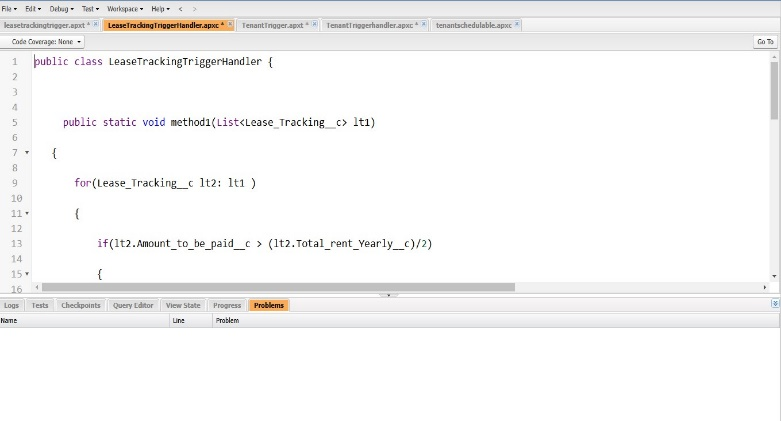 File Edit Debug Test Workspace Help < >
leasetrackingtrigger.apxt * LeaseTrackingTriggerHandler.apxc * TenantTrigger.apxt * TenantTriggerhandler.apxc * tenantschedulable.apxc
Code Coverage: None Go To
1 public class LeaseTrackingTriggerHandler {
2
3
4
5 public static void method1(List<Lease_Tracking__c> lt1)
6
7 {
8
9 for(Lease_Tracking__c lt2: lt1 )
10
11 {
12
13 if(lt2.Amount_to_be_paid__c > (lt2.Total_rent_Yearly__c)/2)
14
15 {
16
Logs Tests Checkpoints Query Editor View State Progress Problems
Name Line Problem